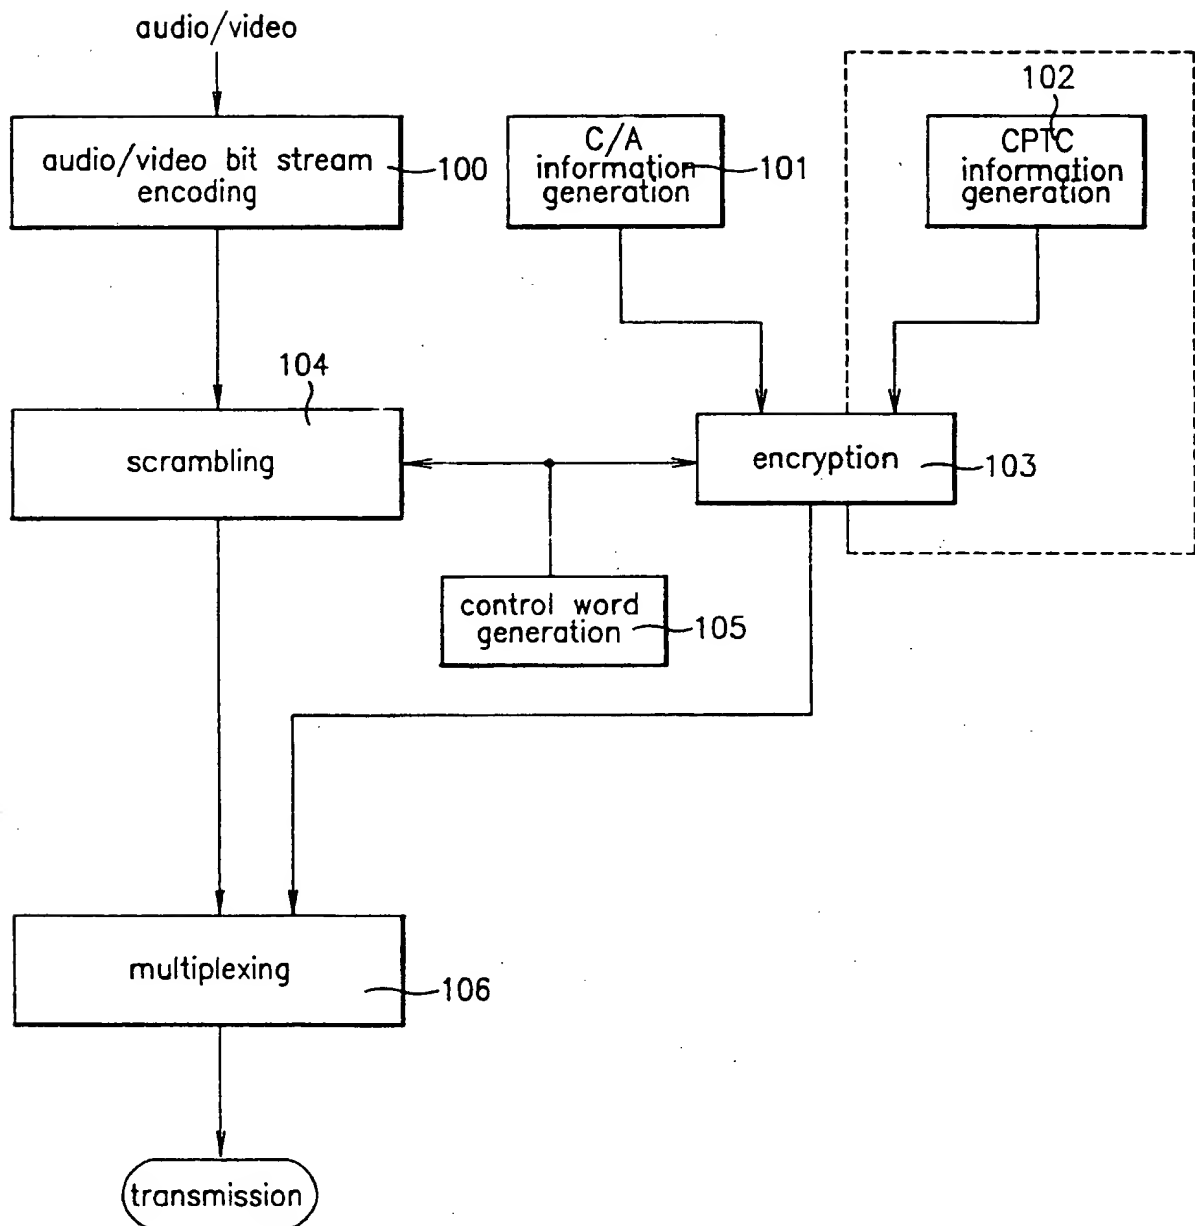 audio/video
audio/video bit stream
encoding
100
C/A
information
generation
101
102
CPTC
information
generation
104
scrambling
encryption
103
control word
generation
105
multiplexing
106
transmission